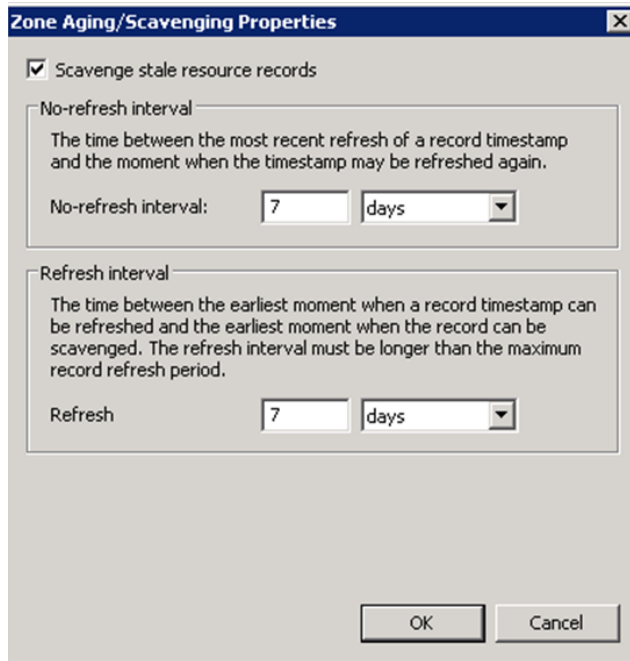 Zone Aging/Scavenging Properties
Scavenge stale resource records
No-refresh interval
The time between the most recent refresh of a record timestamp
and the moment when the timestamp may be refreshed again.
No-refresh interval: 7 days
Refresh interval
The time between the earliest moment when a record timestamp can
be refreshed and the earliest moment when the record can be
scavenged. The refresh interval must be longer than the maximum
record refresh period.
Refresh 7 days
OK Cancel